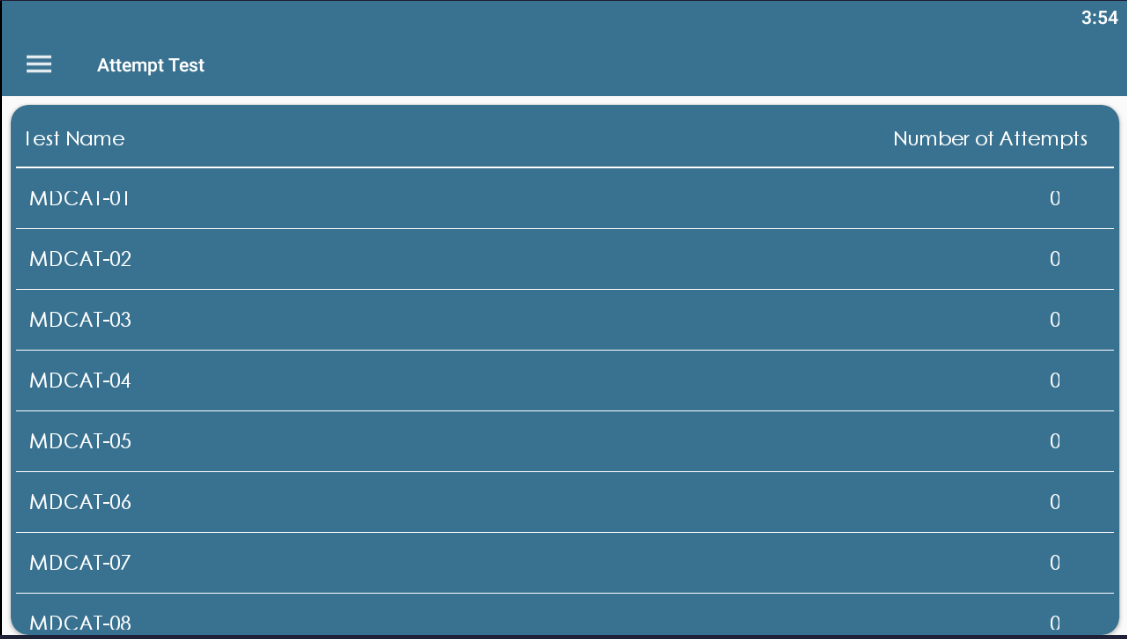 3:54
Attempt Test
Test Name Number of Attempts
MDCAT-01 0
MDCAT-02 0
MDCAT-03 0
MDCAT-04 0
MDCAT-05 0
MDCAT-06 0
MDCAT-07 0
MDCAT-08 0